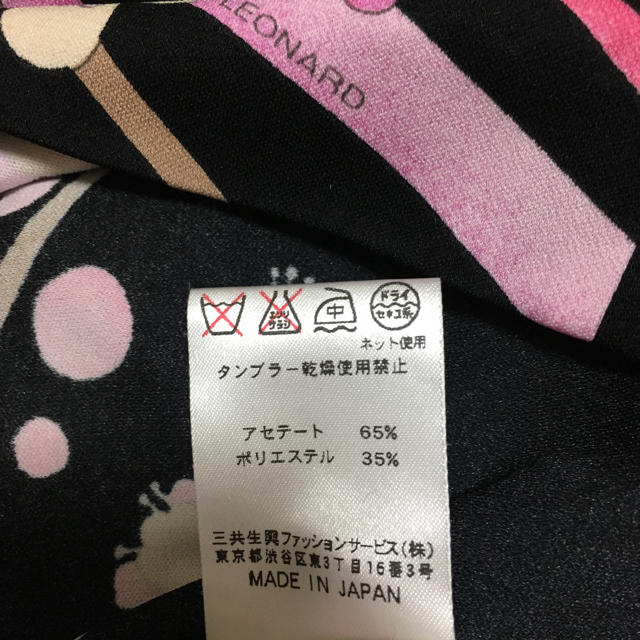 LEONARD
エンソ サラシ
中
ドライ
セキユ系
ネット使用
タンブラー乾燥使用禁止
アセテート 65%
ポリエステル 35%
三共生興ファッションサービス(株)
東京都渋谷区東3丁目16番3号
MADE IN JAPAN